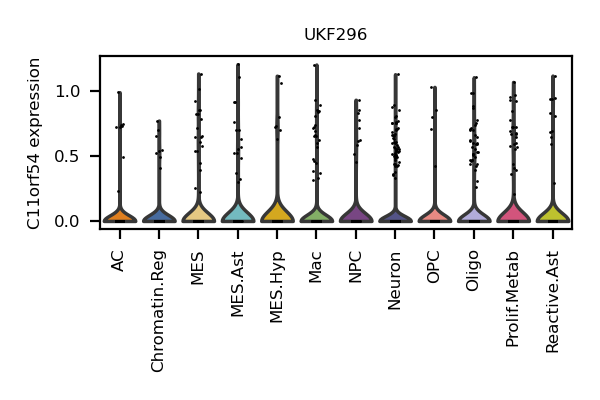 UKF296
C11orf54 expression
1.0
0.5
0.0
AC
Chromatin.Reg
MES
MES.Ast
MES.Hyp
Mac
NPC
Neuron
OPC
Oligo
Prolif.Metab
Reactive.Ast